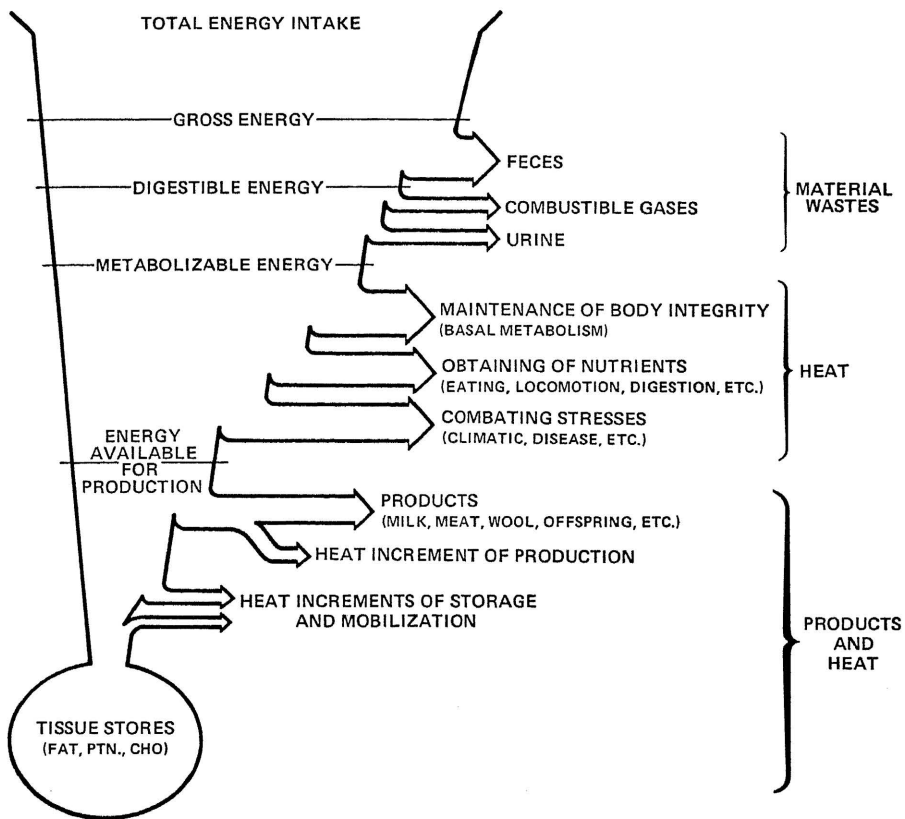 TOTAL ENERGY INTAKE
GROSS ENERGY
FECES
DIGESTIBLE ENERGY
COMBUSTIBLE GASES
URINE
MATERIAL
WASTES
METABOLIZABLE ENERGY
MAINTENANCE OF BODY INTEGRITY
(BASAL METABOLISM)
OBTAINING OF NUTRIENTS
(EATING, LOCOMOTION, DIGESTION, ETC.)
HEAT
COMBATING STRESSES
(CLIMATIC, DISEASE, ETC.)
ENERGY
AVAILABLE
FOR
PRODUCTION
PRODUCTS
(MILK, MEAT, WOOL, OFFSPRING, ETC.)
HEAT INCREMENT OF PRODUCTION
HEAT INCREMENTS OF STORAGE
AND MOBILIZATION
PRODUCTS
AND
HEAT
TISSUE STORES
(FAT, PTN., CHO)